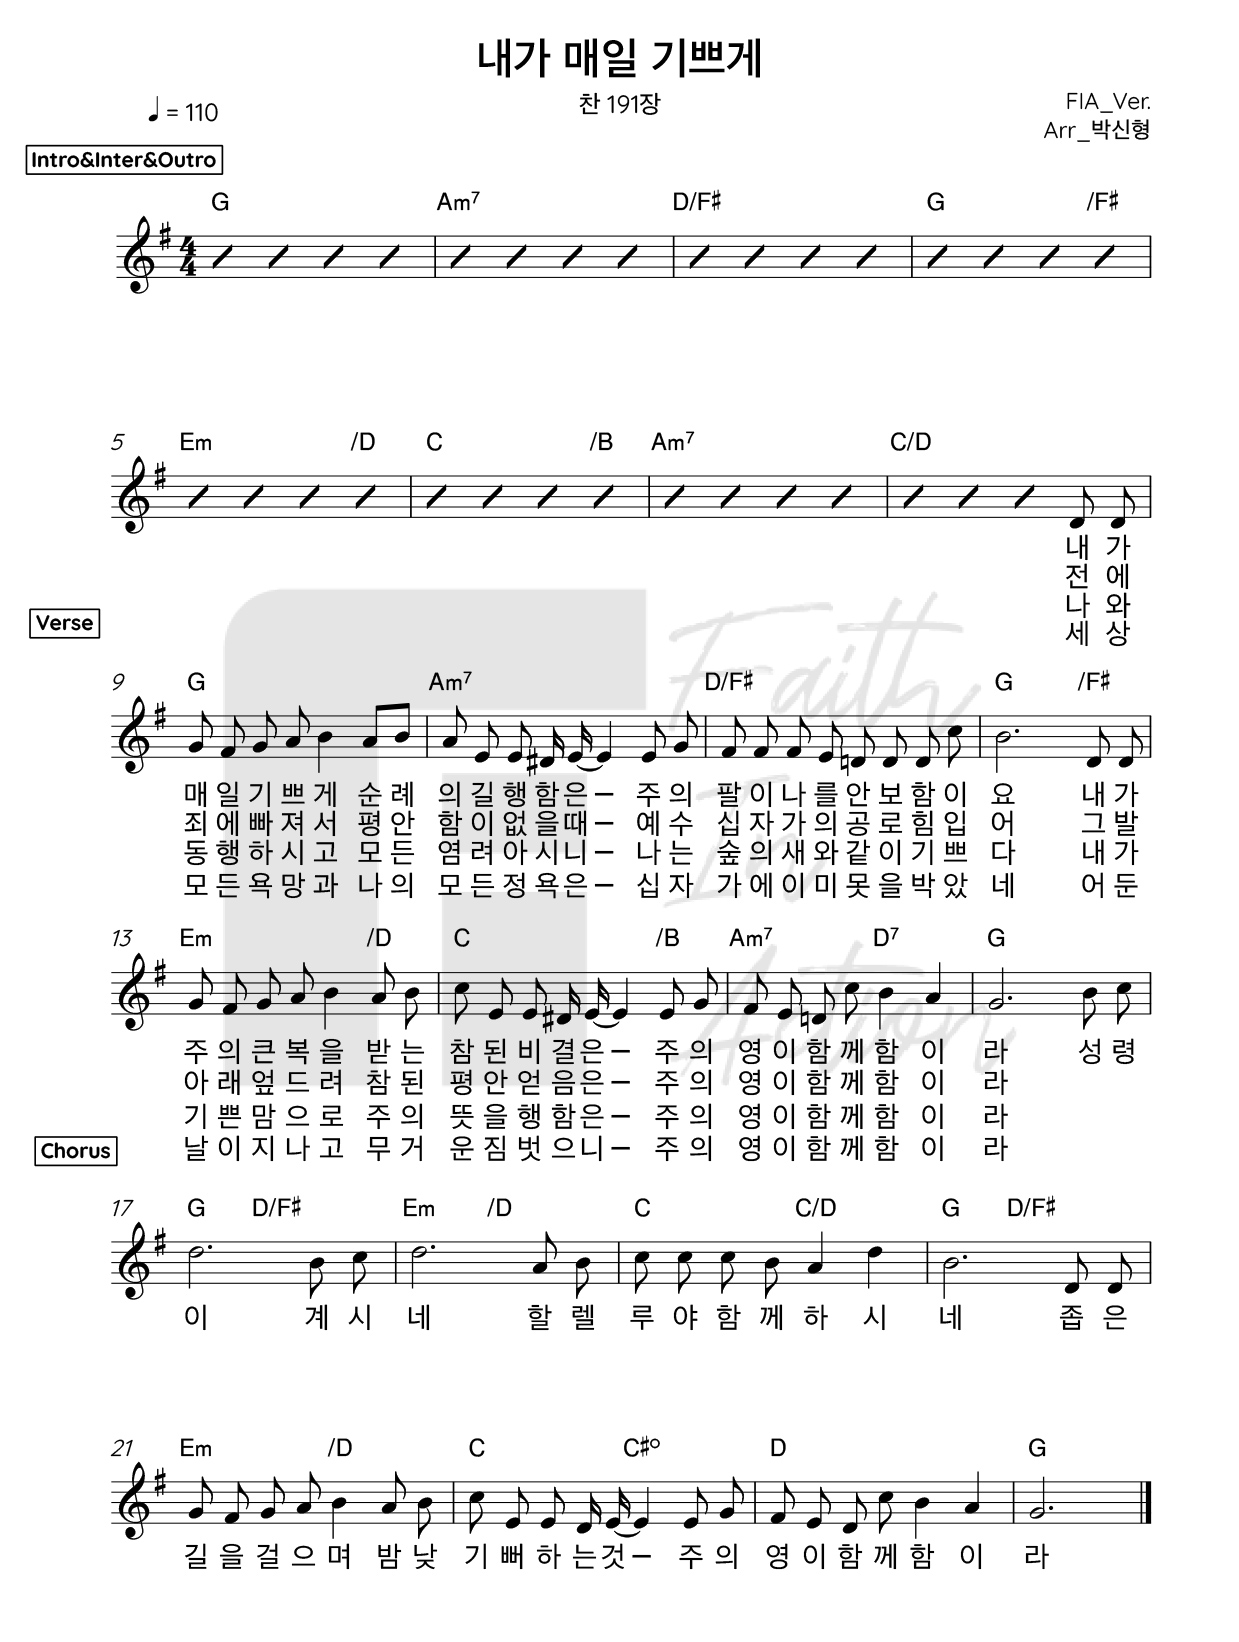 내가 매일 기쁘게
♩ = 110
찬 191장
FIA_Ver.
Arr_박신형
Intro&Inter&Outro
G Am7 D/F# G /F#
4/4
5
Em /D C /B Am7 C/D
내 가
전 에
나 와
세 상
Faith
In
Action
Verse
9
G Am7 D/F# G /F#
매 일 기 쁘 게 순 례 의 길 행 함 은 – 주 의 팔 이 나 를 안 보 함 이 요 내 가
죄 에 빠 져 서 평 안 함 이 없 을 때 – 예 수 십 자 가 의 공 로 힘 입 어 그 발
동 행 하 시 고 모 든 염 려 아 시 니 – 나 는 숲 의 새 와 같 이 기 쁘 다 내 가
모 든 욕 망 과 나 의 모 든 정 욕 은 – 십 자 가 에 이 미 못 을 박 았 네 어 둔
13
Em /D C /B Am7 D7 G
주 의 큰 복 을 받 는 참 된 비 결 은 – 주 의 영 이 함 께 함 이 라 성 령
아 래 엎 드 려 참 된 평 안 얻 음 은 – 주 의 영 이 함 께 함 이 라
기 쁜 맘 으 로 주 의 뜻 을 행 함 은 – 주 의 영 이 함 께 함 이 라
날 이 지 나 고 무 거 운 짐 벗 으 니 – 주 의 영 이 함 께 함 이 라
Chorus
17
G D/F# Em /D C C/D G D/F#
이 계 시 네 할 렐 루 야 함 께 하 시 네 좁 은
21
Em /D C C#° D G
길 을 걸 으 며 밤 낮 기 뻐 하 는 것 – 주 의 영 이 함 께 함 이 라